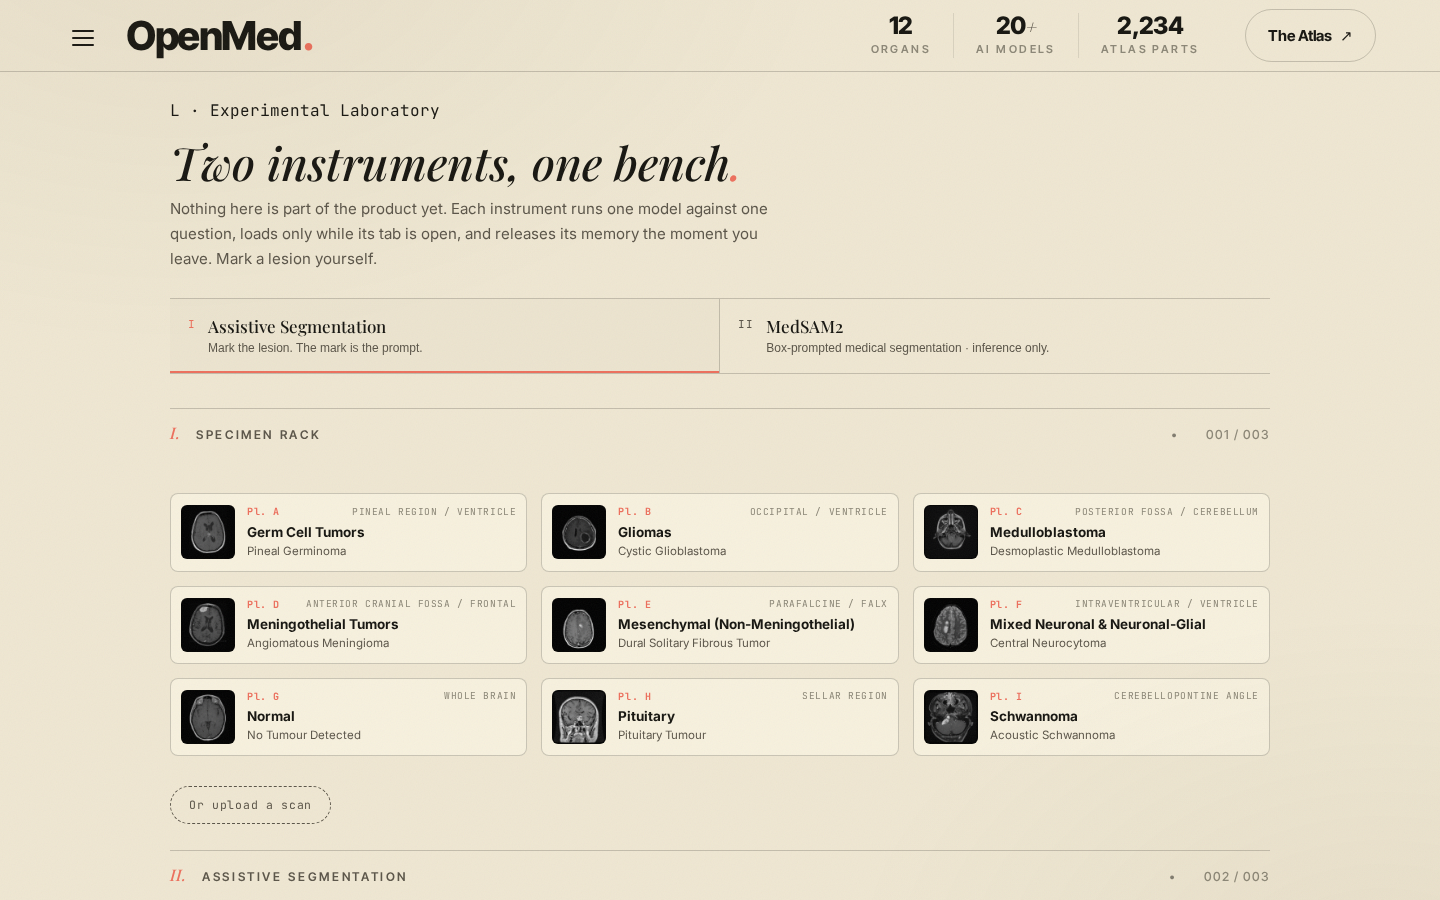 OpenMed.
12
ORGANS
20+
AI MODELS
2,234
ATLAS PARTS
The Atlas ↗
L · Experimental Laboratory
Two instruments, one bench.
Nothing here is part of the product yet. Each instrument runs one model against one
question, loads only while its tab is open, and releases its memory the moment you
leave. Mark a lesion yourself.
I
Assistive Segmentation
Mark the lesion. The mark is the prompt.
II
MedSAM2
Box-prompted medical segmentation · inference only.
I. SPECIMEN RACK
• 001 / 003
Pl. A
PINEAL REGION / VENTRICLE
Germ Cell Tumors
Pineal Germinoma
Pl. B
OCCIPITAL / VENTRICLE
Gliomas
Cystic Glioblastoma
Pl. C
POSTERIOR FOSSA / CEREBELLUM
Medulloblastoma
Desmoplastic Medulloblastoma
Pl. D
ANTERIOR CRANIAL FOSSA / FRONTAL
Meningothelial Tumors
Angiomatous Meningioma
Pl. E
PARAFALCINE / FALX
Mesenchymal (Non-Meningothelial)
Dural Solitary Fibrous Tumor
Pl. F
INTRAVENTRICULAR / VENTRICLE
Mixed Neuronal & Neuronal-Glial
Central Neurocytoma
Pl. G
WHOLE BRAIN
Normal
No Tumour Detected
Pl. H
SELLAR REGION
Pituitary
Pituitary Tumour
Pl. I
CEREBELLOPONTINE ANGLE
Schwannoma
Acoustic Schwannoma
Or upload a scan
II. ASSISTIVE SEGMENTATION
• 002 / 003